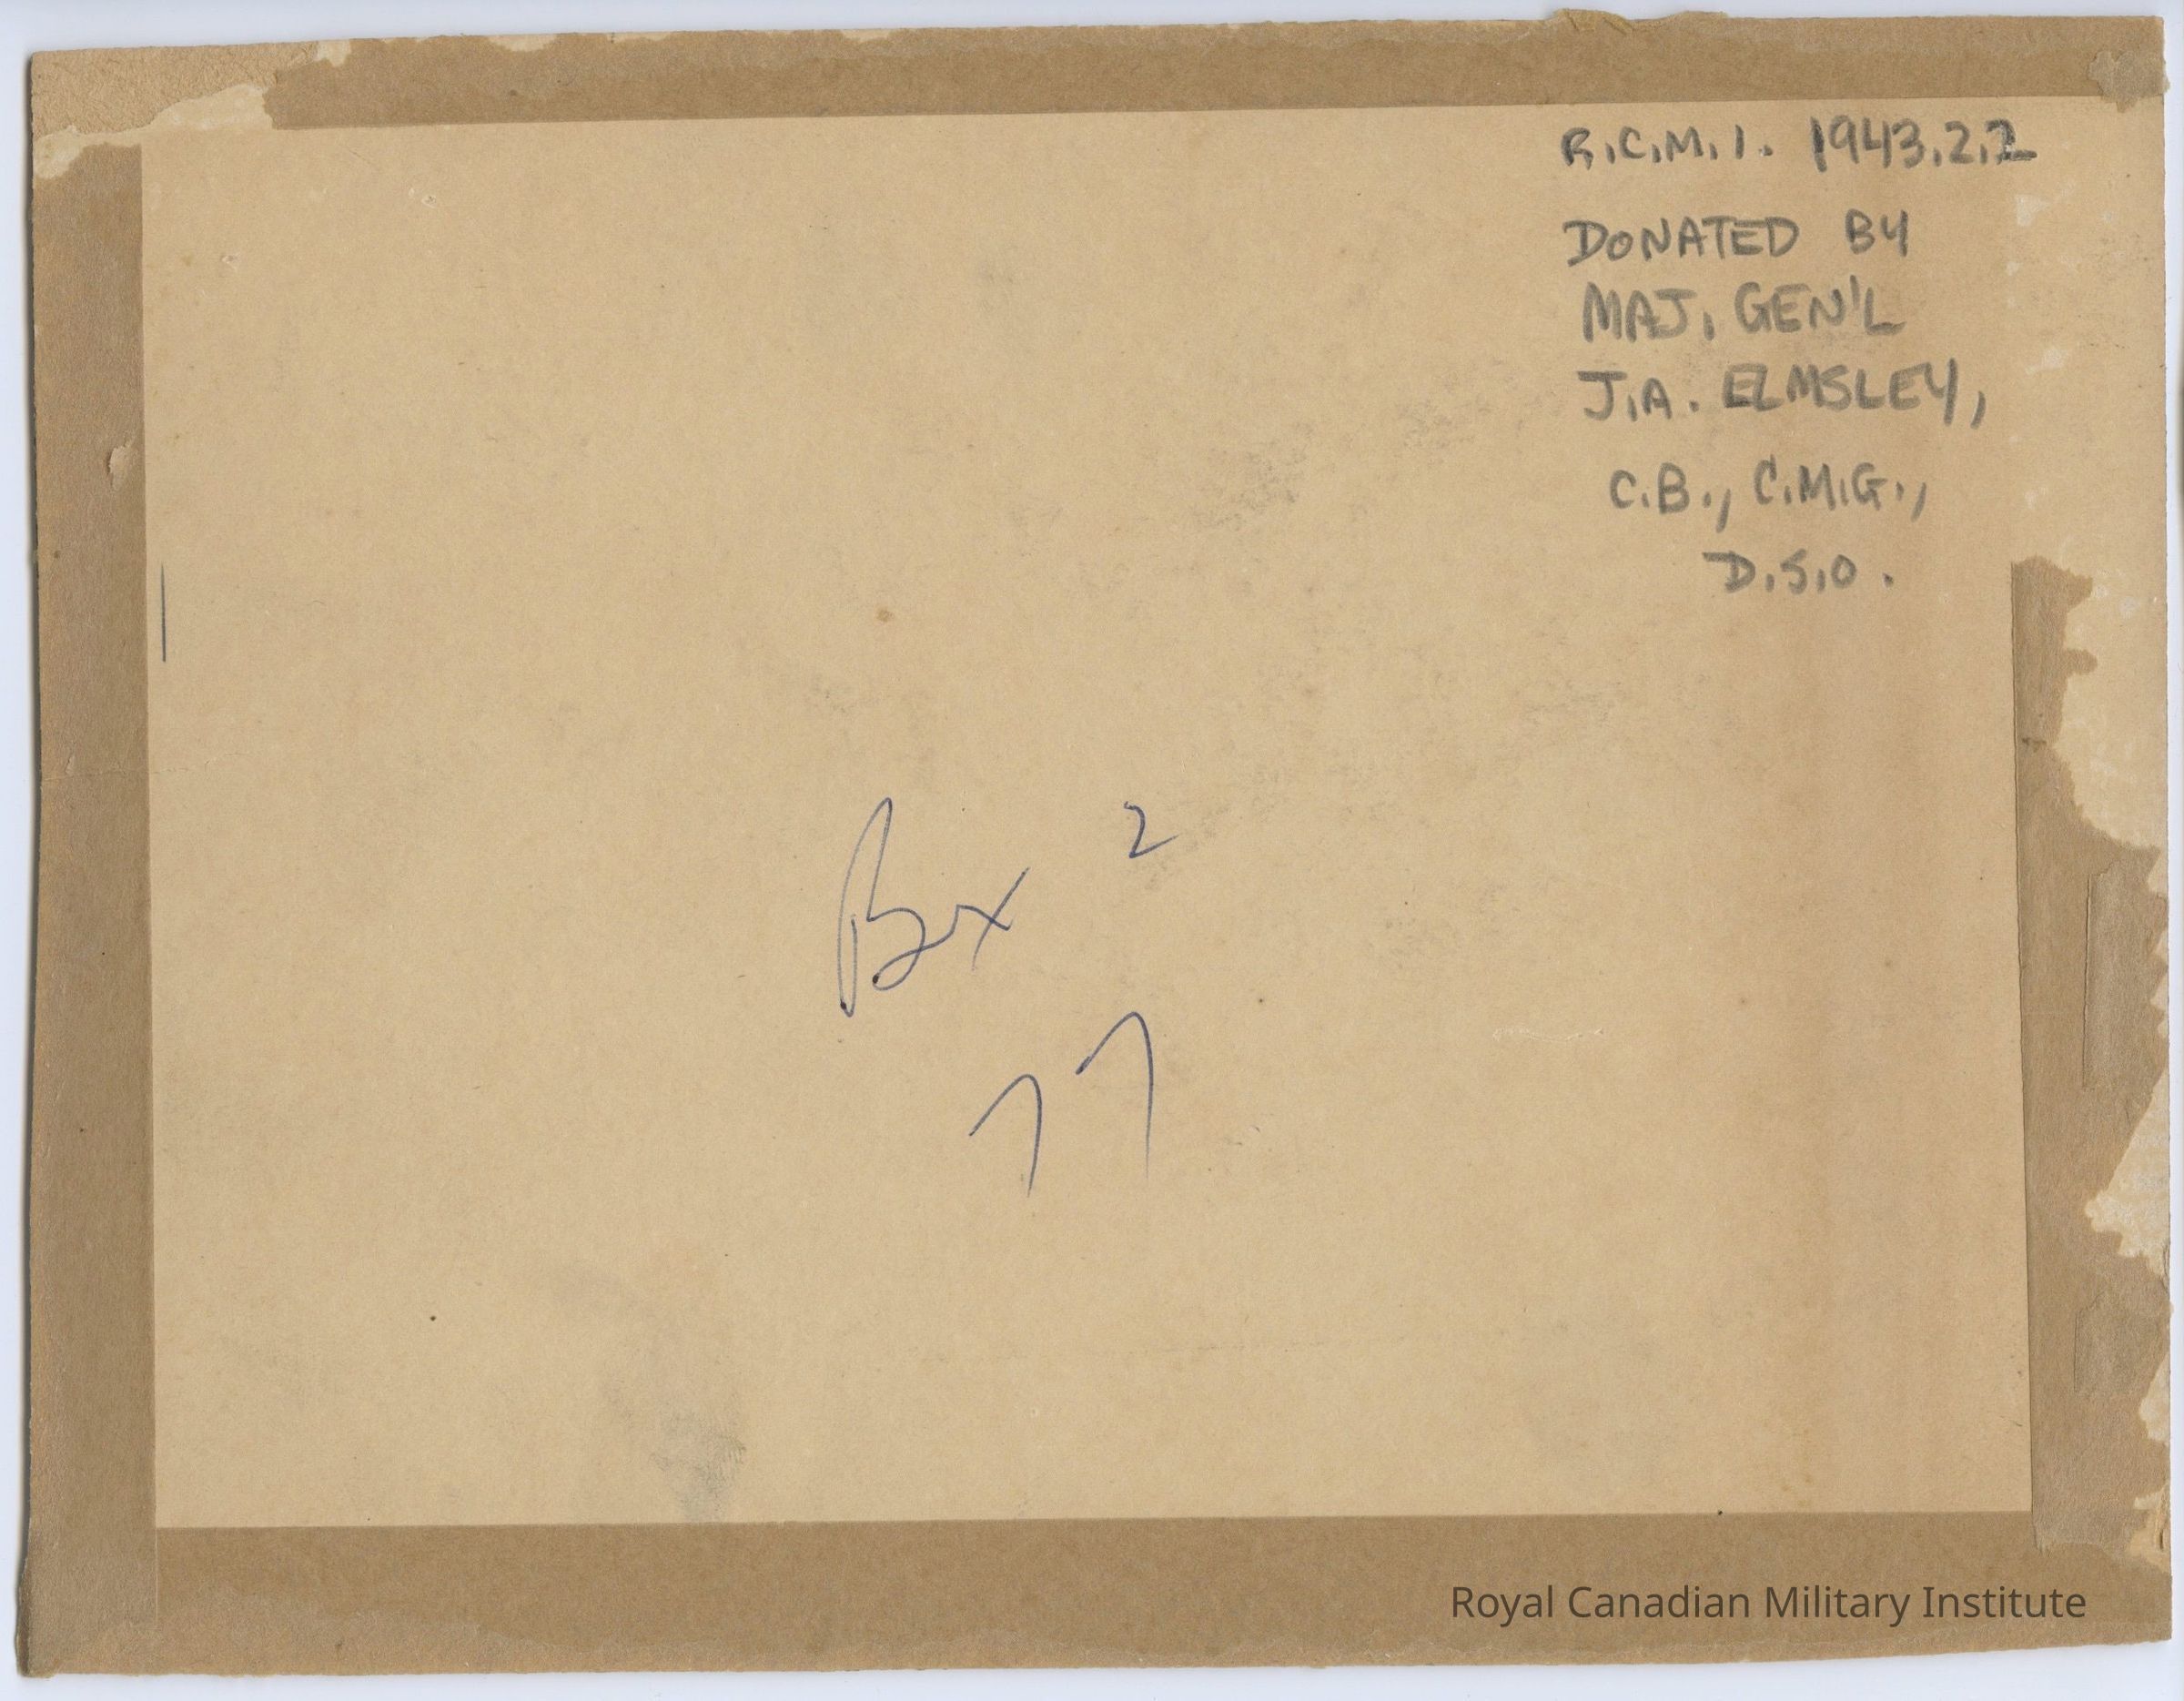 R.C.M.I. 1943.2.2
DONATED BY
MAJ. GEN'L
J.A. ELMSLEY,
C.B., C.M.G.,
D.S.O.
Box 2
77
Royal Canadian Military Institute